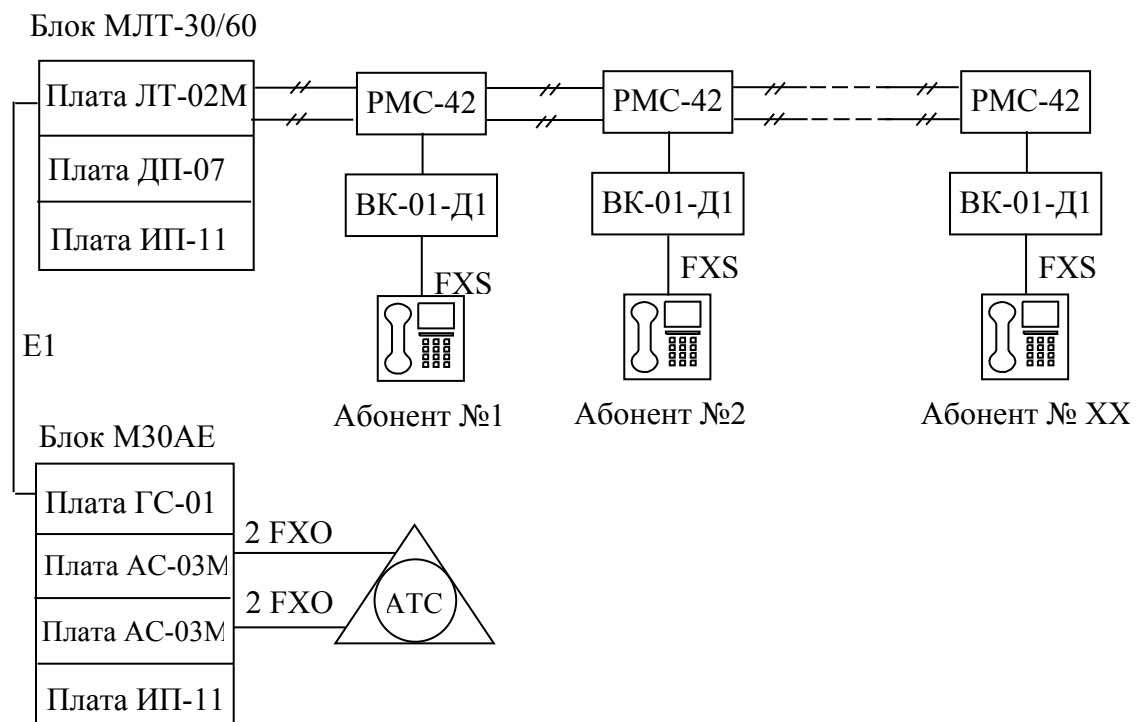 Блок МЛТ-30/60
Плата ЛТ-02М
РМС-42
РМС-42
РМС-42
Плата ДП-07
ВК-01-Д1
ВК-01-Д1
ВК-01-Д1
Плата ИП-11
FXS
FXS
FXS
Е1
Абонент №1
Абонент №2
Абонент № ХХ
Блок М30АЕ
Плата ГС-01
2 FXO
Плата АС-03М
2 FXO
АТС
Плата АС-03М
Плата ИП-11